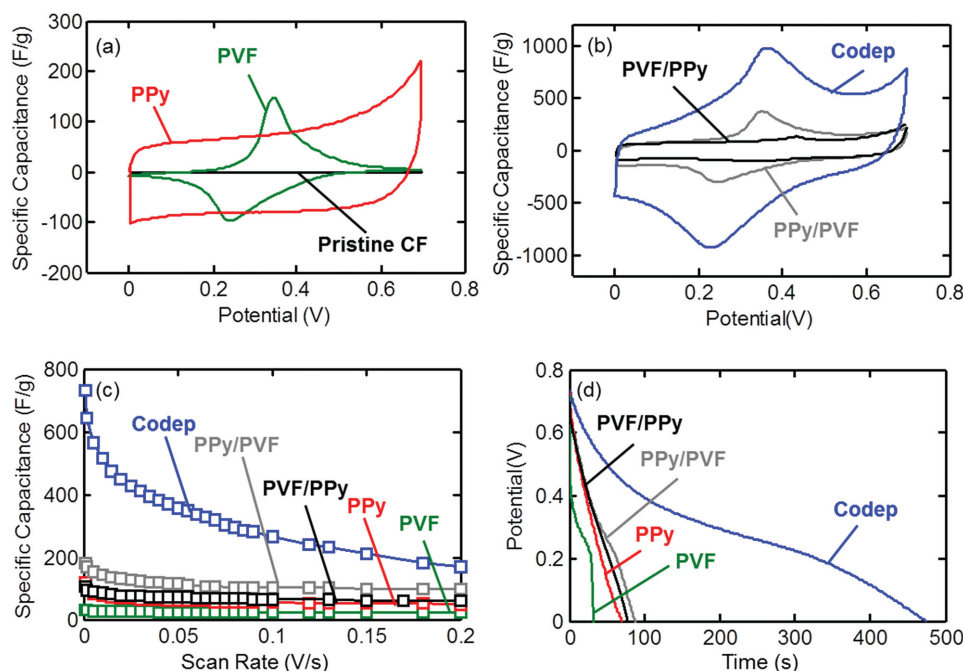 (a)
Specific Capacitance (F/g)
300
200
100
0
-100
-200
0
0.2
0.4
0.6
0.8
Potential (V)
PPy
PVF
Pristine CF
(b)
Specific Capacitance (F/g)
1000
500
0
-500
-1000
0
0.2
0.4
0.6
0.8
Potential(V)
PVF/PPy
Codep
PPy/PVF
(c)
Specific Capacitance (F/g)
800
600
400
200
0
0
0.05
0.1
0.15
0.2
Scan Rate (V/s)
Codep
PPy/PVF
PVF/PPy
PPy
PVF
(d)
Potential(V)
0.8
0.6
0.4
0.2
0
0
100
200
300
400
500
Time (s)
PVF/PPy
PPy/PVF
Codep
PPy
PVF